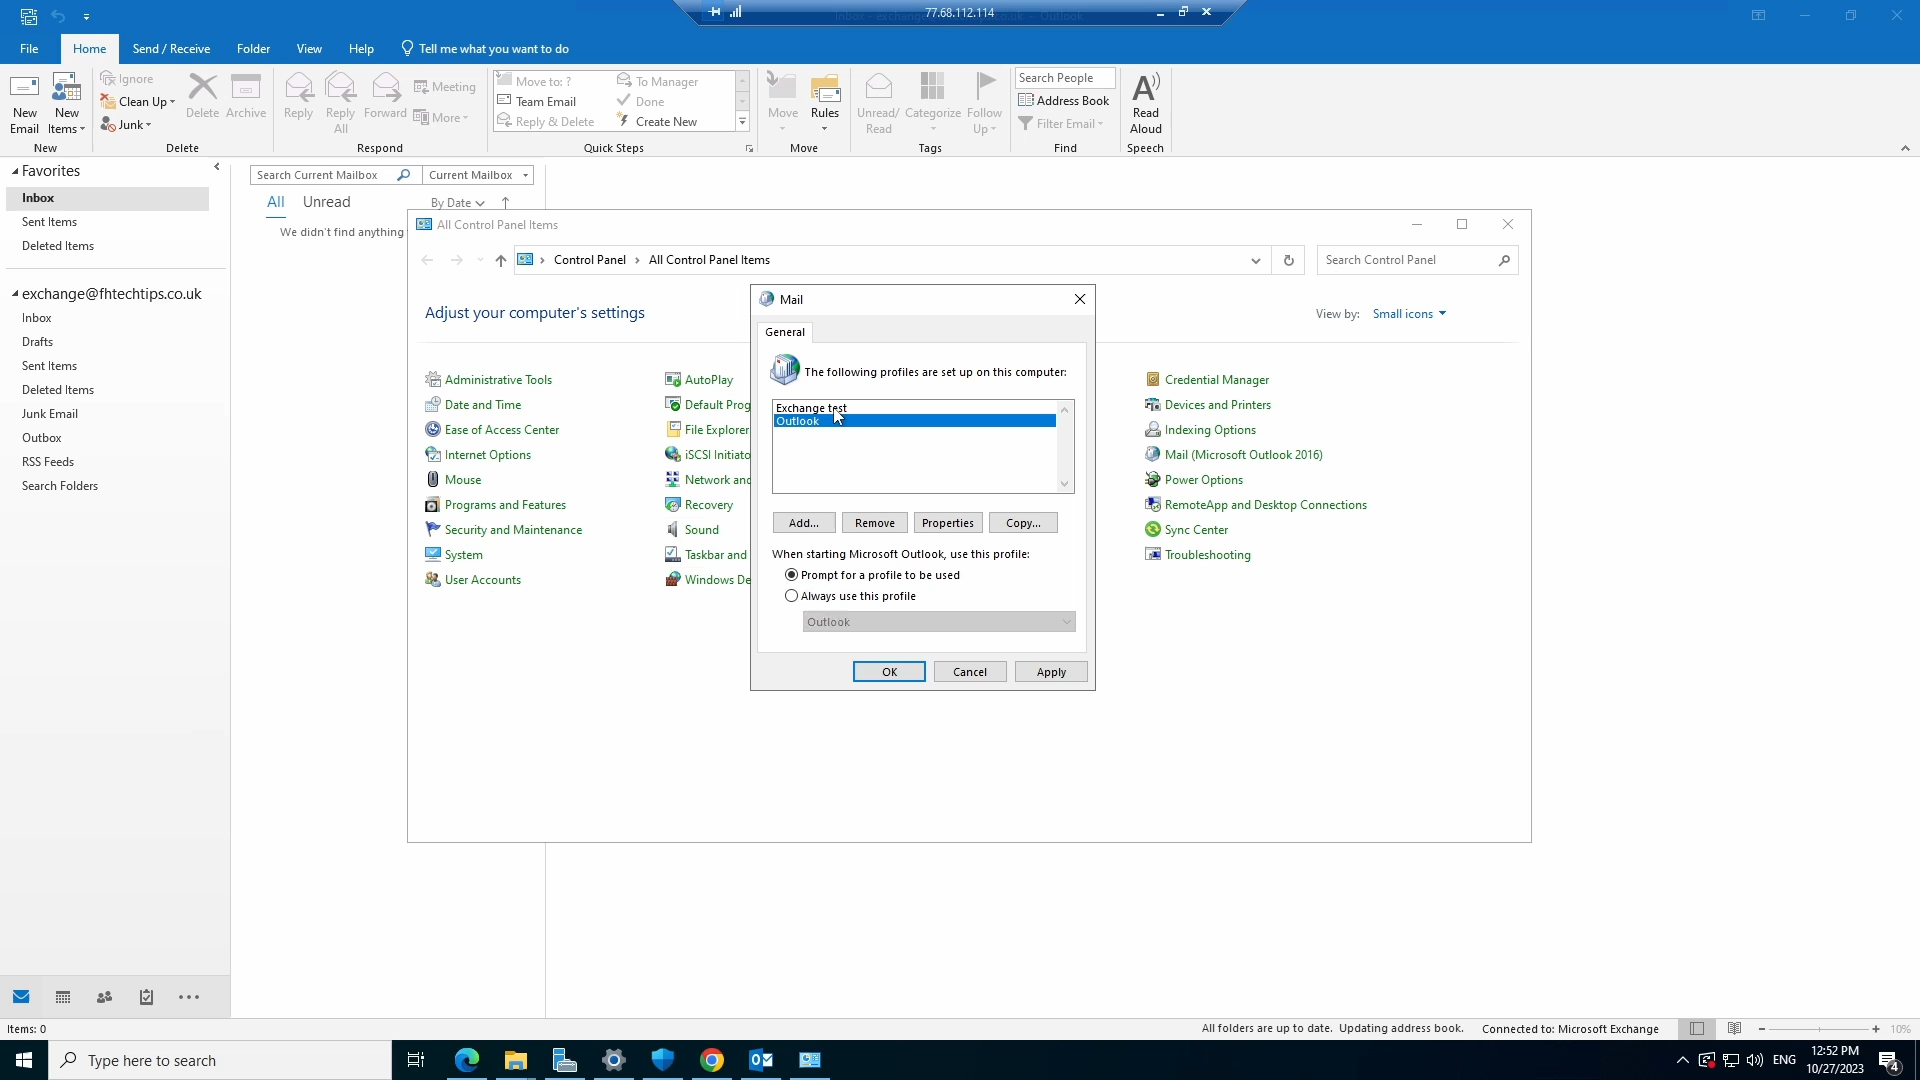 77.68.112.114
File
Home
Send / Receive
Folder
View
Help
Tell me what you want to do
New Email
New Items
Ignore
Clean Up
Junk
Delete
Archive
Reply
Reply All
Forward
Meeting
More
Move to: ?
Team Email
Reply & Delete
To Manager
Done
Create New
Move
Rules
Unread/ Read
Categorize
Follow Up
Search People
Address Book
Filter Email
Read Aloud
New
Delete
Respond
Quick Steps
Move
Tags
Find
Speech
Favorites
Inbox
Sent Items
Deleted Items
exchange@fhtechtips.co.uk
Inbox
Drafts
Sent Items
Deleted Items
Junk Email
Outbox
RSS Feeds
Search Folders
Search Current Mailbox
Current Mailbox
All
Unread
By Date
We didn't find anything
All Control Panel Items
Control Panel
All Control Panel Items
Search Control Panel
Adjust your computer's settings
View by:
Small icons
Administrative Tools
Date and Time
Ease of Access Center
Internet Options
Mouse
Programs and Features
Security and Maintenance
System
User Accounts
AutoPlay
Default Prog
File Explorer
iSCSI Initiato
Network and
Recovery
Sound
Taskbar and
Windows De
Credential Manager
Devices and Printers
Indexing Options
Mail (Microsoft Outlook 2016)
Power Options
RemoteApp and Desktop Connections
Sync Center
Troubleshooting
Mail
General
The following profiles are set up on this computer:
Exchange test
Outlook
Add...
Remove
Properties
Copy...
When starting Microsoft Outlook, use this profile:
Prompt for a profile to be used
Always use this profile
Outlook
OK
Cancel
Apply
Items: 0
All folders are up to date.
Updating address book.
Connected to: Microsoft Exchange
10%
Type here to search
ENG
12:52 PM
10/27/2023
4